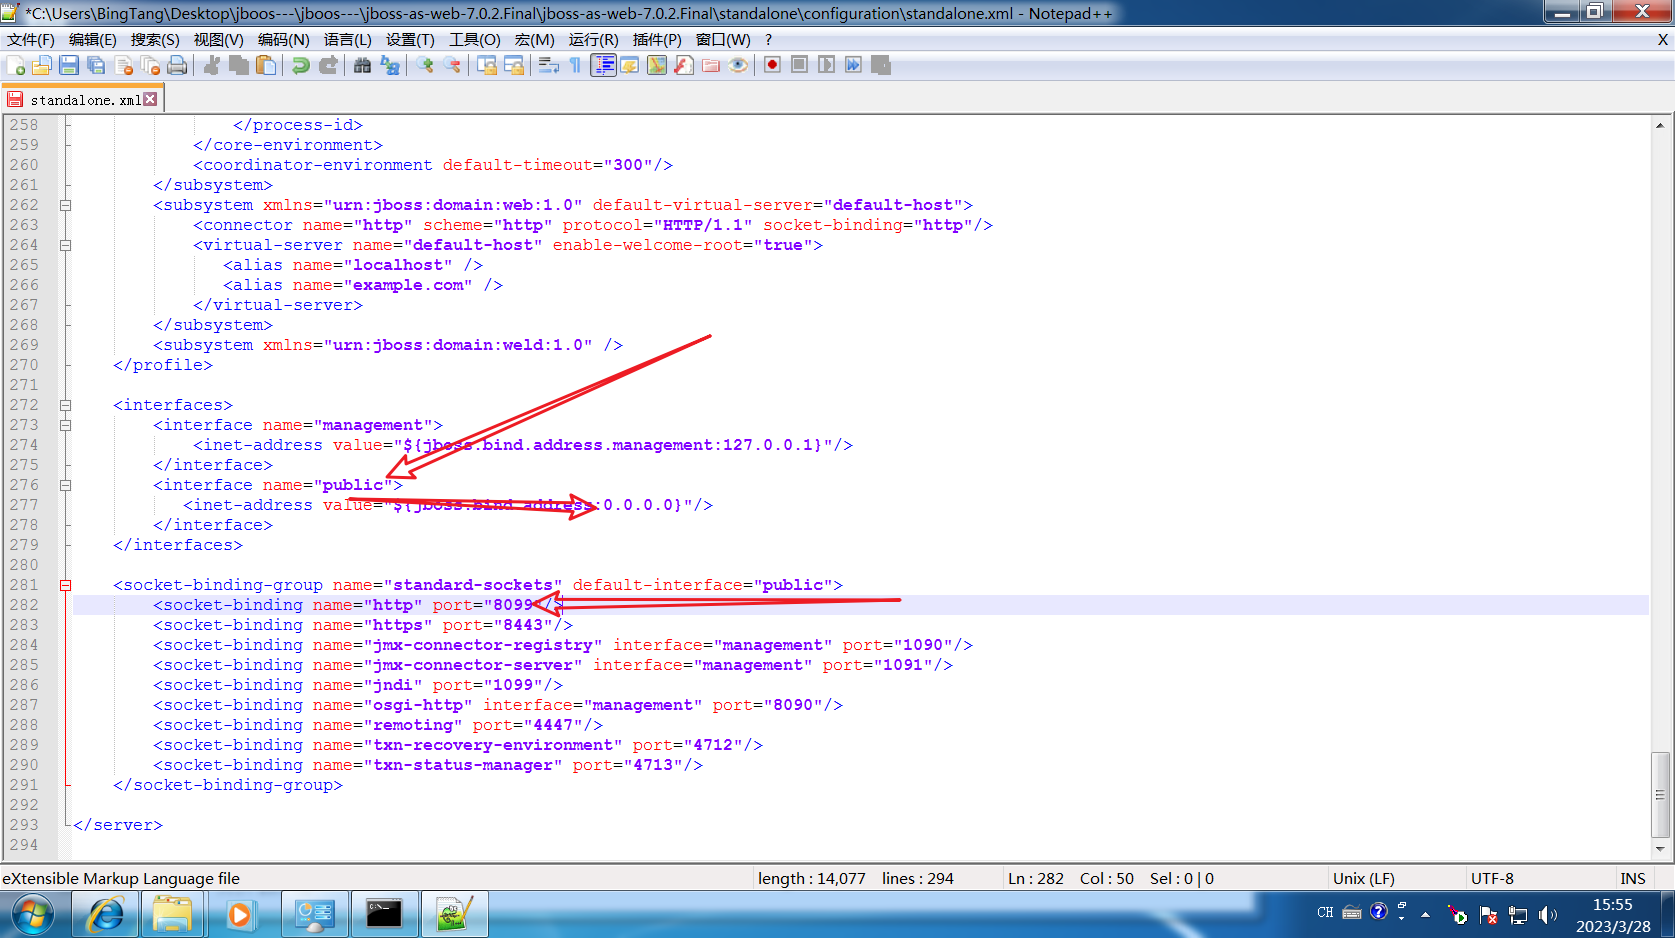 *C:\Users\BingTang\Desktop\jboos---\jboos---\jboss-as-web-7.0.2.Final\jboss-as-web-7.0.2.Final\standalone\configuration\standalone.xml - Notepad++
文件(F) 编辑(E) 搜索(S) 视图(V) 编码(N) 语言(L) 设置(T) 工具(O) 宏(M) 运行(R) 插件(P) 窗口(W) ? X
standalone.xml
258 </process-id>
259 </core-environment>
260 <coordinator-environment default-timeout="300"/>
261 </subsystem>
262 <subsystem xmlns="urn:jboss:domain:web:1.0" default-virtual-server="default-host">
263 <connector name="http" scheme="http" protocol="HTTP/1.1" socket-binding="http"/>
264 <virtual-server name="default-host" enable-welcome-root="true">
265 <alias name="localhost" />
266 <alias name="example.com" />
267 </virtual-server>
268 </subsystem>
269 <subsystem xmlns="urn:jboss:domain:weld:1.0" />
270 </profile>
271
272 <interfaces>
273 <interface name="management">
274 <inet-address value="${jboss.bind.address.management:127.0.0.1}"/>
275 </interface>
276 <interface name="public">
277 <inet-address value="${jboss.bind.address:0.0.0.0}"/>
278 </interface>
279 </interfaces>
280
281 <socket-binding-group name="standard-sockets" default-interface="public">
282 <socket-binding name="http" port="8099"/>
283 <socket-binding name="https" port="8443"/>
284 <socket-binding name="jmx-connector-registry" interface="management" port="1090"/>
285 <socket-binding name="jmx-connector-server" interface="management" port="1091"/>
286 <socket-binding name="jndi" port="1099"/>
287 <socket-binding name="osgi-http" interface="management" port="8090"/>
288 <socket-binding name="remoting" port="4447"/>
289 <socket-binding name="txn-recovery-environment" port="4712"/>
290 <socket-binding name="txn-status-manager" port="4713"/>
291 </socket-binding-group>
292
293 </server>
294
eXtensible Markup Language file length : 14,077 lines : 294 Ln : 282 Col : 50 Sel : 0 | 0 Unix (LF) UTF-8 INS
CH 15:55
2023/3/28